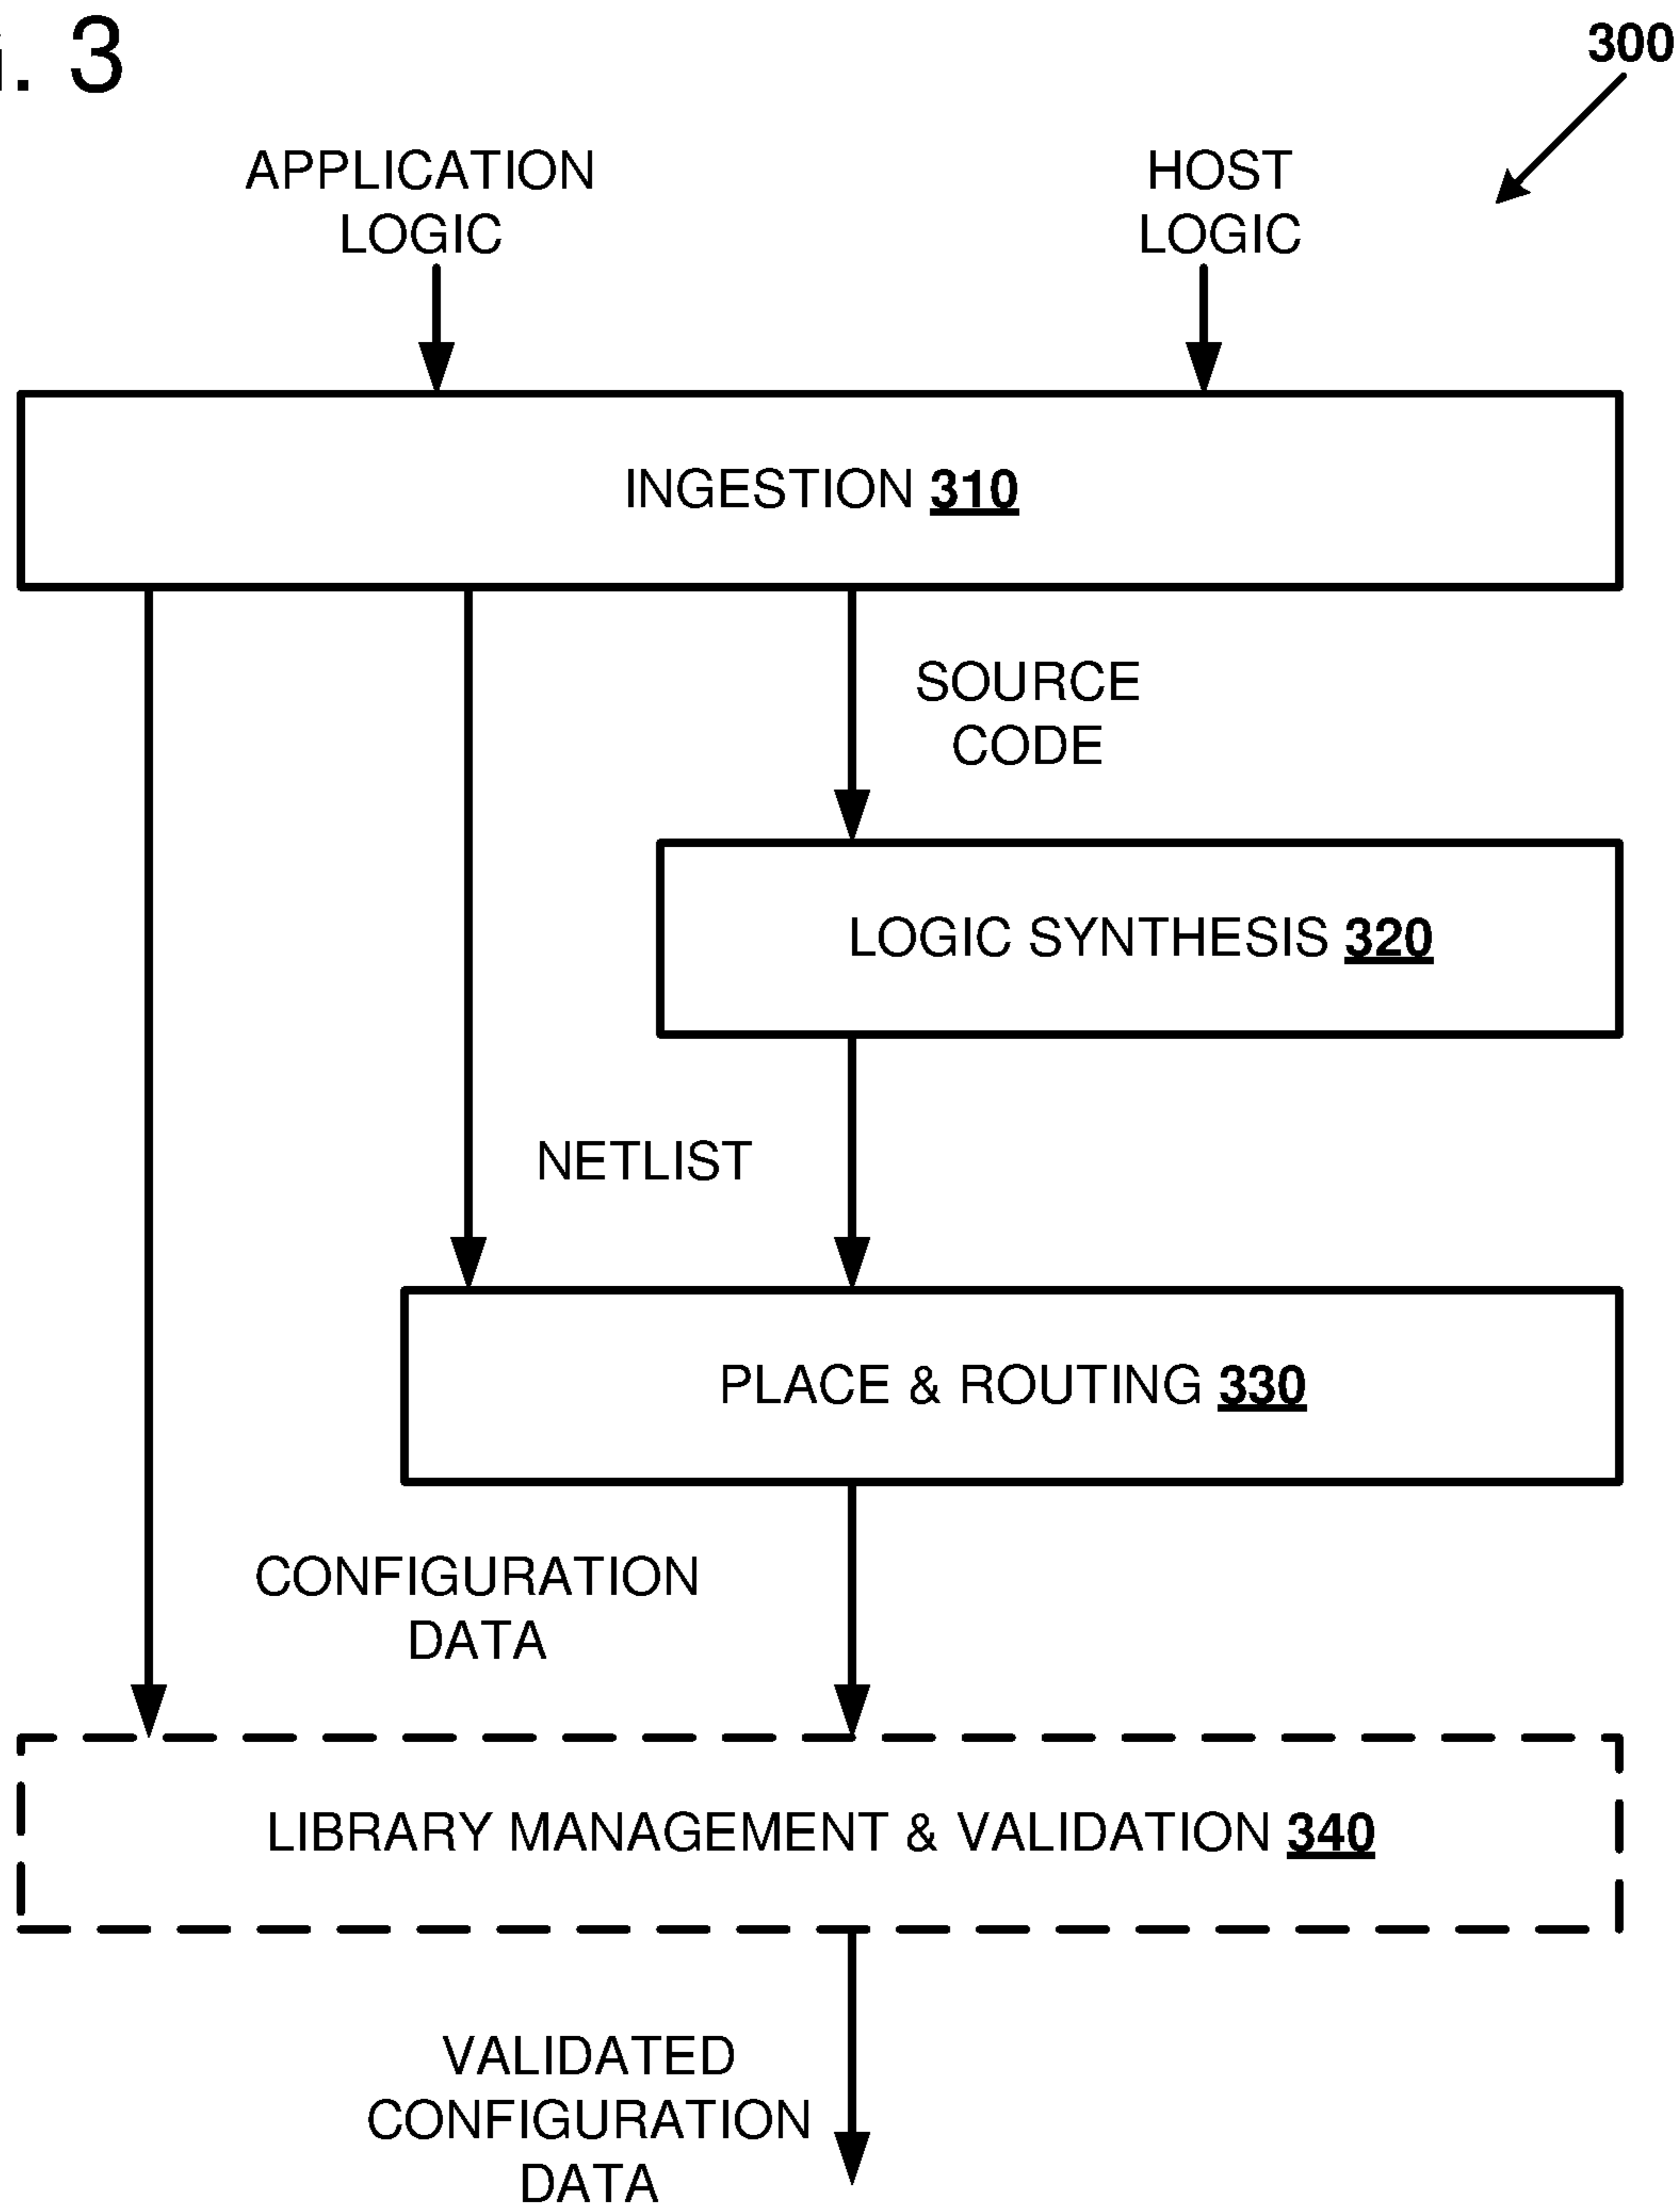 . 3
300
APPLICATION
LOGIC
HOST
LOGIC
INGESTION 310
SOURCE
CODE
LOGIC SYNTHESIS 320
NETLIST
PLACE & ROUTING 330
CONFIGURATION
DATA
LIBRARY MANAGEMENT & VALIDATION 340
VALIDATED
CONFIGURATION
DATA